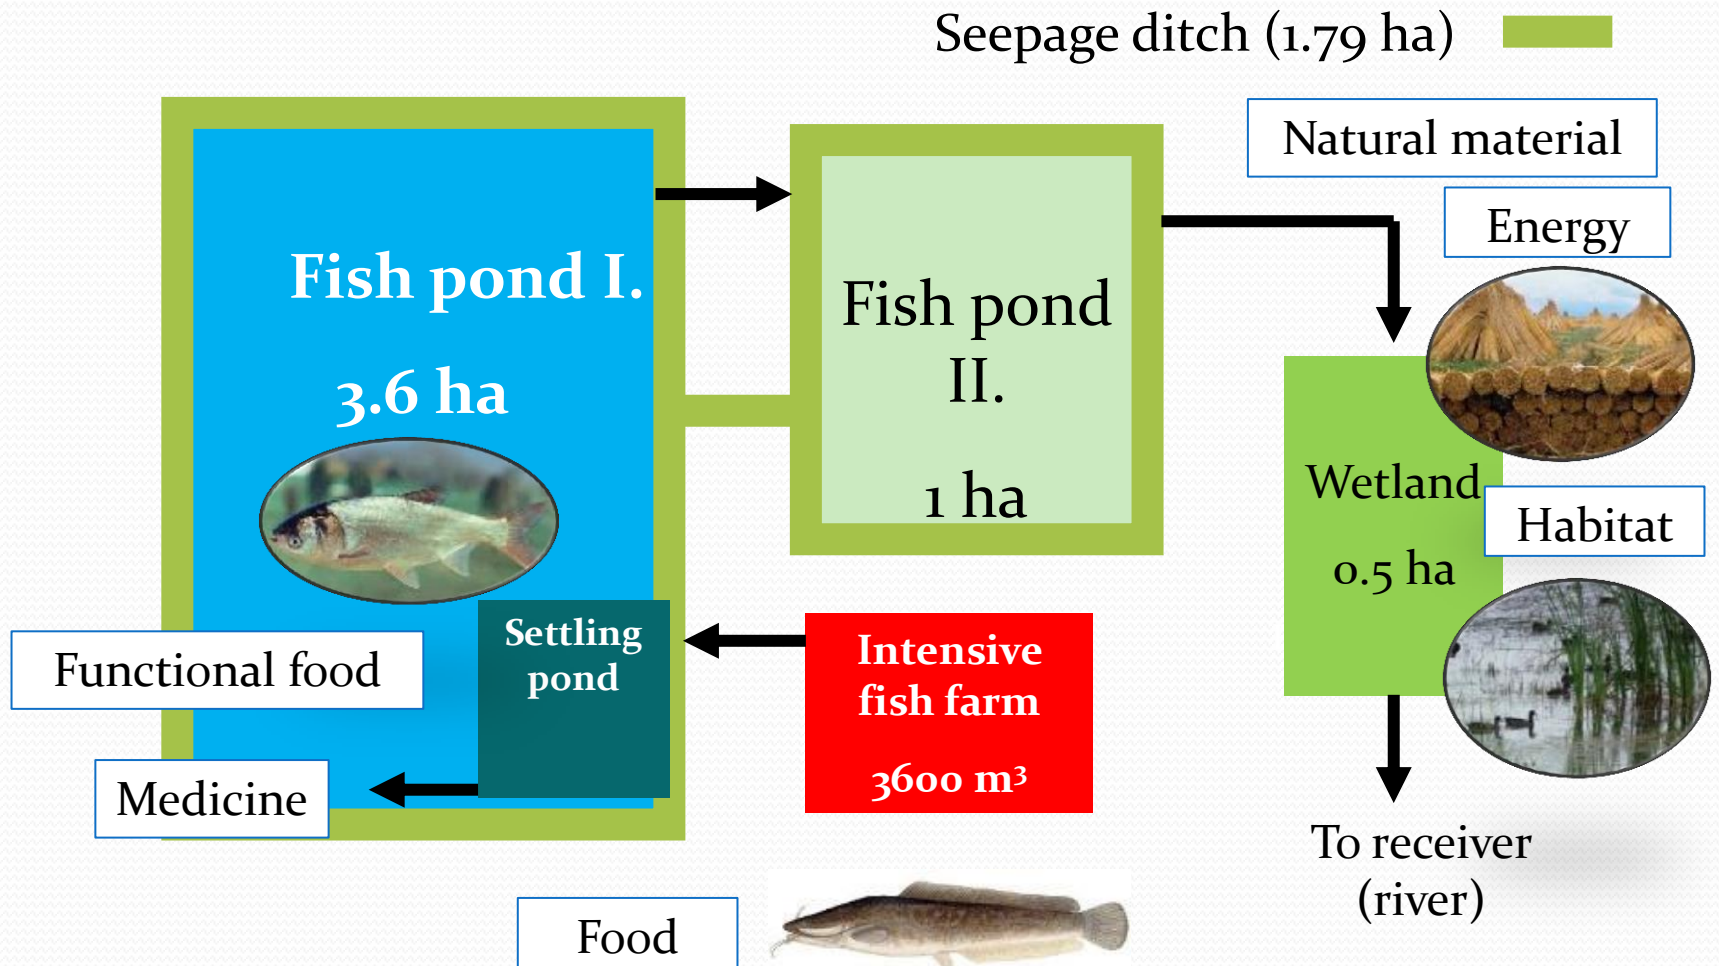 Seepage ditch (1.79 ha)
Natural material
Energy
Fish pond I.
3.6 ha
Fish pond
II.
1 ha
Wetland
0.5 ha
Habitat
Settling
pond
Intensive
fish farm
3600 m³
Functional food
Medicine
To receiver
(river)
Food